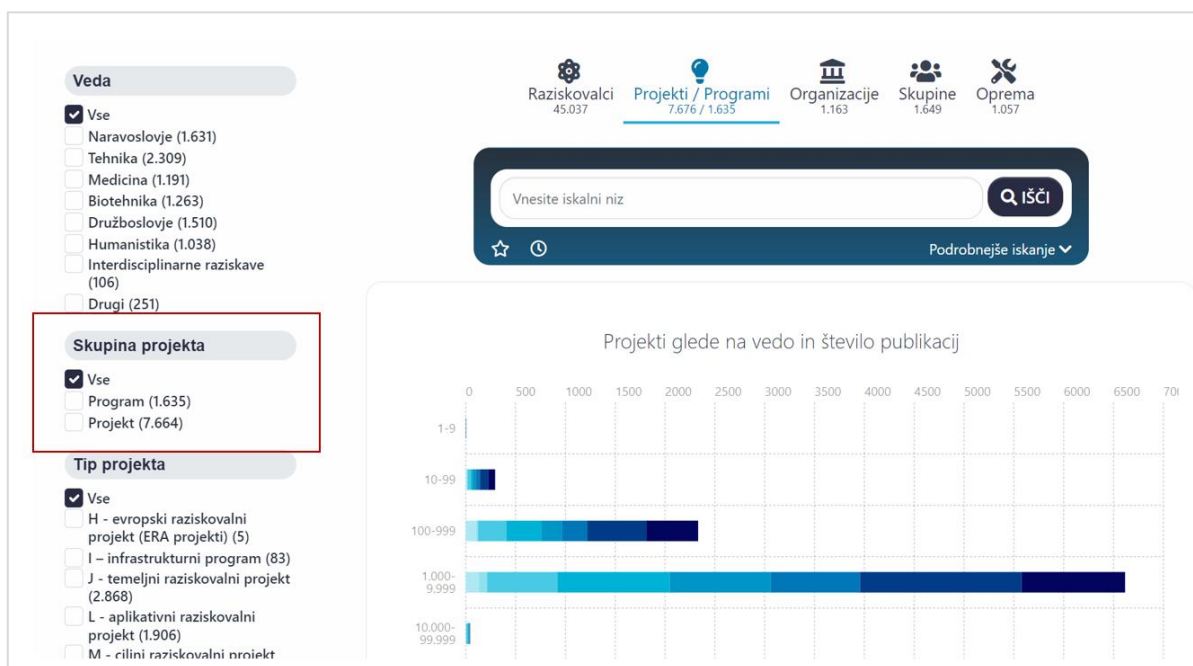 Veda
Vse
Naravoslovje (1.631)
Tehnika (2.309)
Medicina (1.191)
Biotehnika (1.263)
Družboslovje (1.510)
Humanistika (1.038)
Interdisciplinarne raziskave
(106)
Drugi (251)
Skupina projekta
Vse
Program (1.635)
Projekt (7.664)
Tip projekta
Vse
H - evropski raziskovalni
projekt (ERA projekti) (5)
I – infrastrukturni program (83)
J - temeljni raziskovalni projekt
(2.868)
L - aplikativni raziskovalni
projekt (1.906)
M - ciljni raziskovalni projekt
Raziskovalci
45.037
Projekti / Programi
7.676 / 1.635
Organizacije
1.163
Skupine
1.649
Oprema
1.057
Vnesite iskalni niz
IŠČI
Podrobnejše iskanje
Projekti glede na vedo in število publikacij
0 500 1000 1500 2000 2500 3000 3500 4000 4500 5000 5500 6000 6500 700
1-9
10-99
100-999
1.000-
9.999
10.000-
99.999